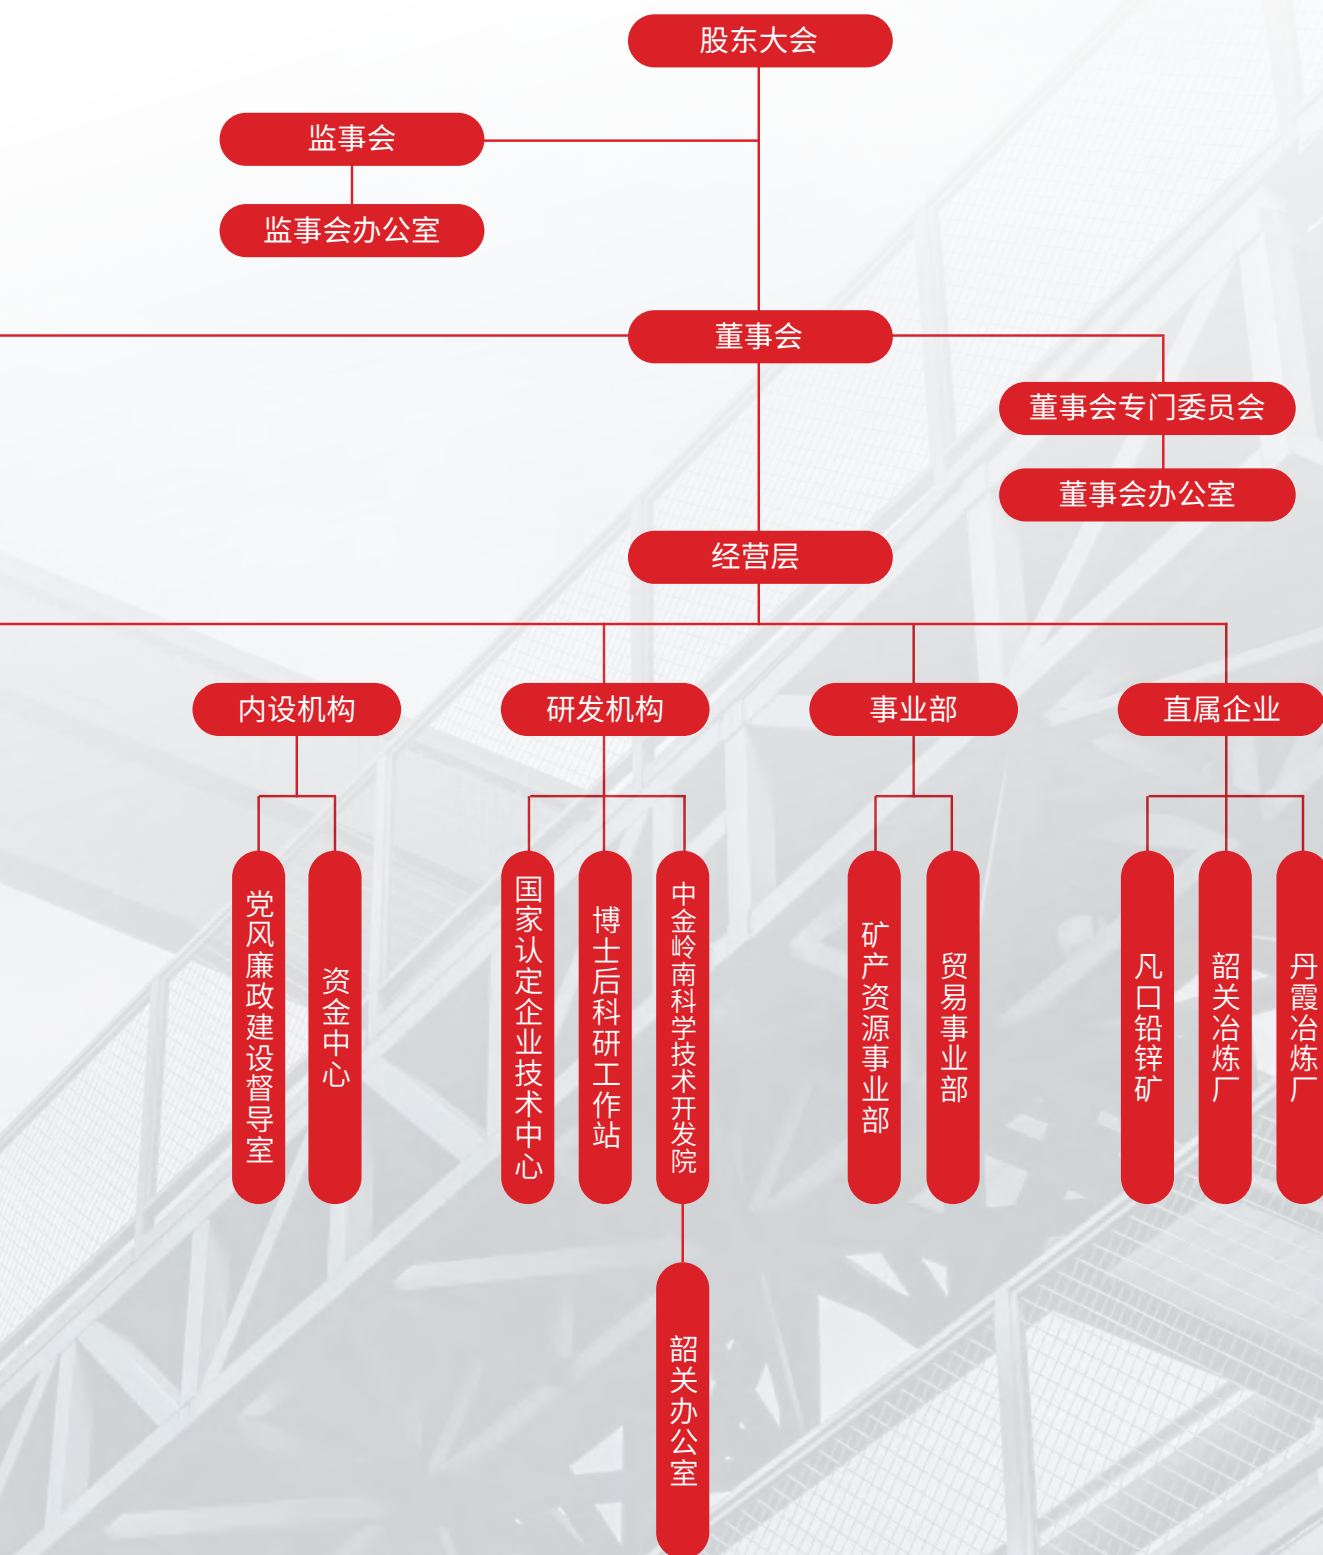 股东大会
监事会
监事会办公室
董事会
董事会专门委员会
董事会办公室
经营层
内设机构
研发机构
事业部
直属企业
党风廉政建设督导室
资金中心
国家认定企业技术中心
博士后科研工作站
中金岭南科学技术开发院
矿产资源事业部
贸易事业部
凡口铅锌矿
韶关冶炼厂
丹霞冶炼厂
韶关办公室